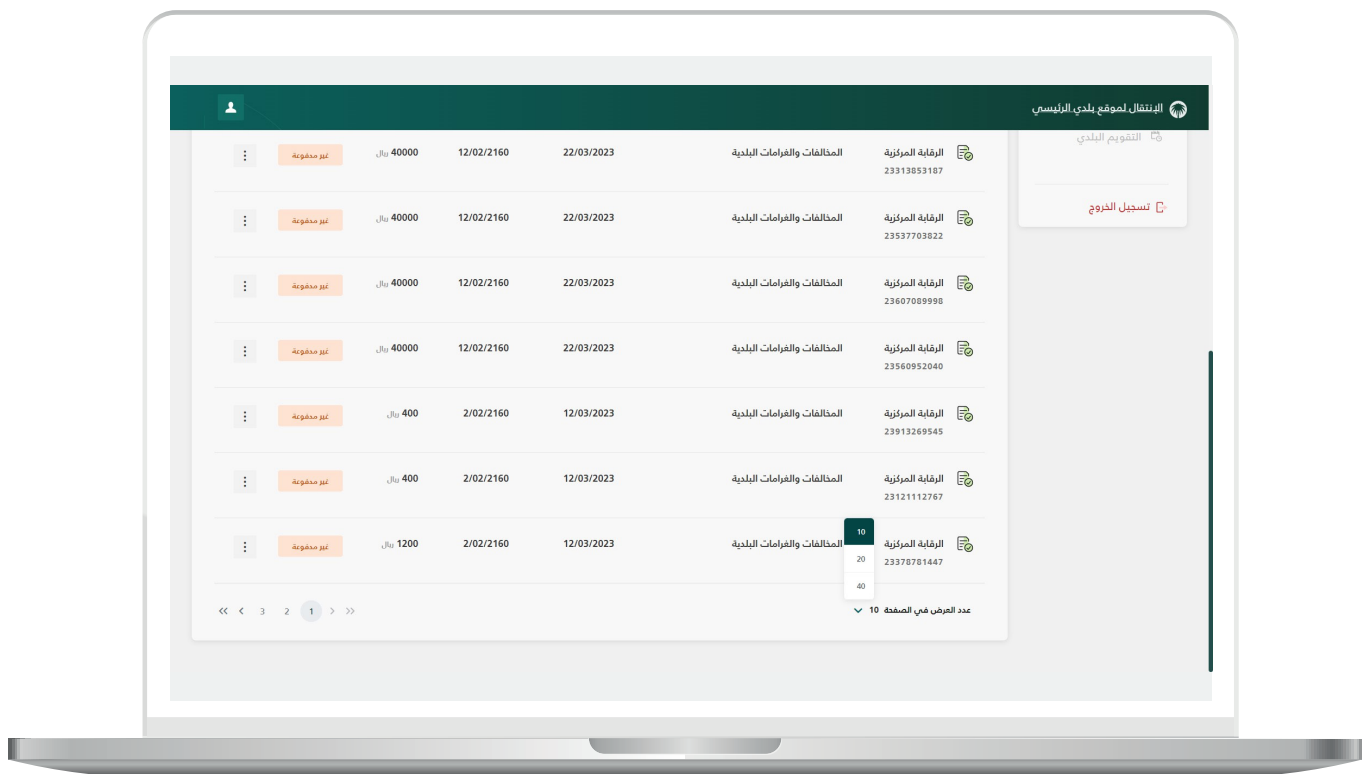 الإنتقال لموقع بلدي الرئيسي
التقويم البلدي
تسجيل الخروج
الرقابة المركزية المخالفات والغرامات البلدية 22/03/2023 12/02/2160 40000 ريال غير مدفوعة
23313853187
الرقابة المركزية المخالفات والغرامات البلدية 22/03/2023 12/02/2160 40000 ريال غير مدفوعة
23537703822
الرقابة المركزية المخالفات والغرامات البلدية 22/03/2023 12/02/2160 40000 ريال غير مدفوعة
23607089998
الرقابة المركزية المخالفات والغرامات البلدية 22/03/2023 12/02/2160 40000 ريال غير مدفوعة
23560952040
الرقابة المركزية المخالفات والغرامات البلدية 12/03/2023 2/02/2160 400 ريال غير مدفوعة
23913269545
الرقابة المركزية المخالفات والغرامات البلدية 12/03/2023 2/02/2160 400 ريال غير مدفوعة
23121112767
الرقابة المركزية المخالفات والغرامات البلدية 12/03/2023 2/02/2160 1200 ريال غير مدفوعة
23378781447
10
20
40
عدد العرض في الصفحة 10
« < 3 2 1 > »